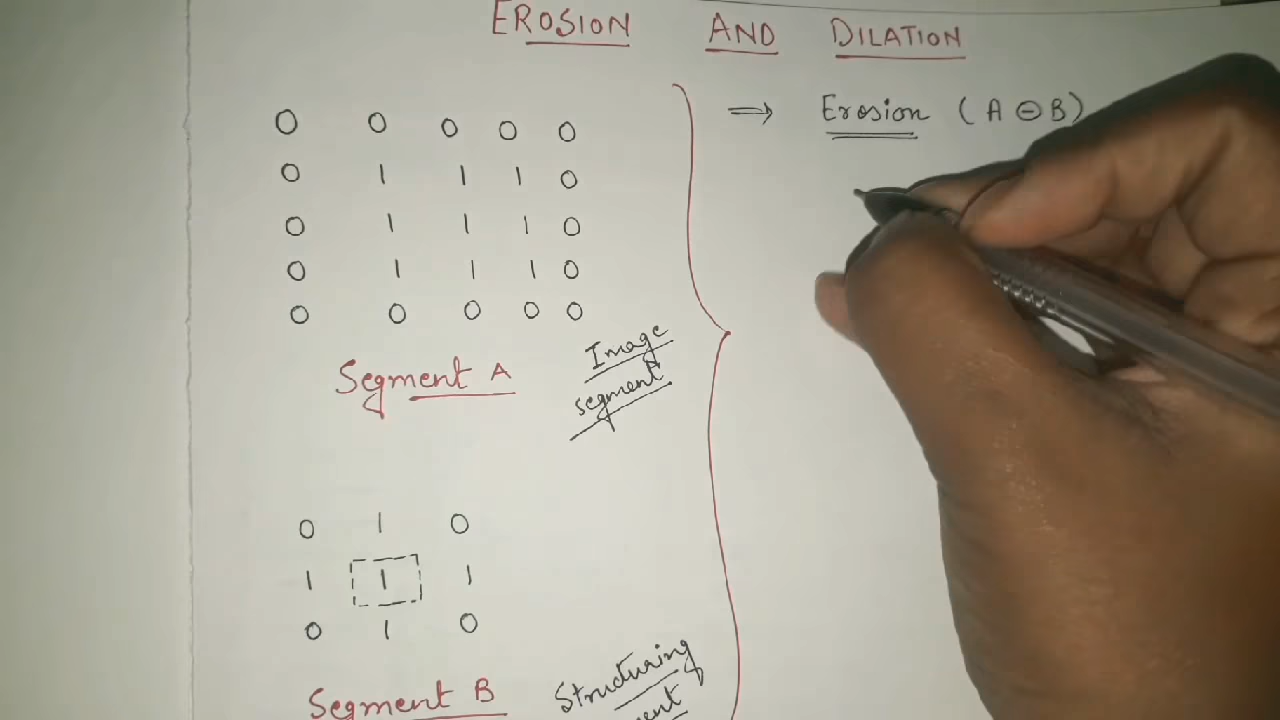 EROSION AND DILATION
0 0 0 0 0
0 1 1 1 0
0 1 1 1 0
0 1 1 1 0
0 0 0 0 0
Segment A
Image
segment
0 1 0
1 1 1
0 1 0
Segment B
Structuring
⇒ Erosion (A ⊖ B)